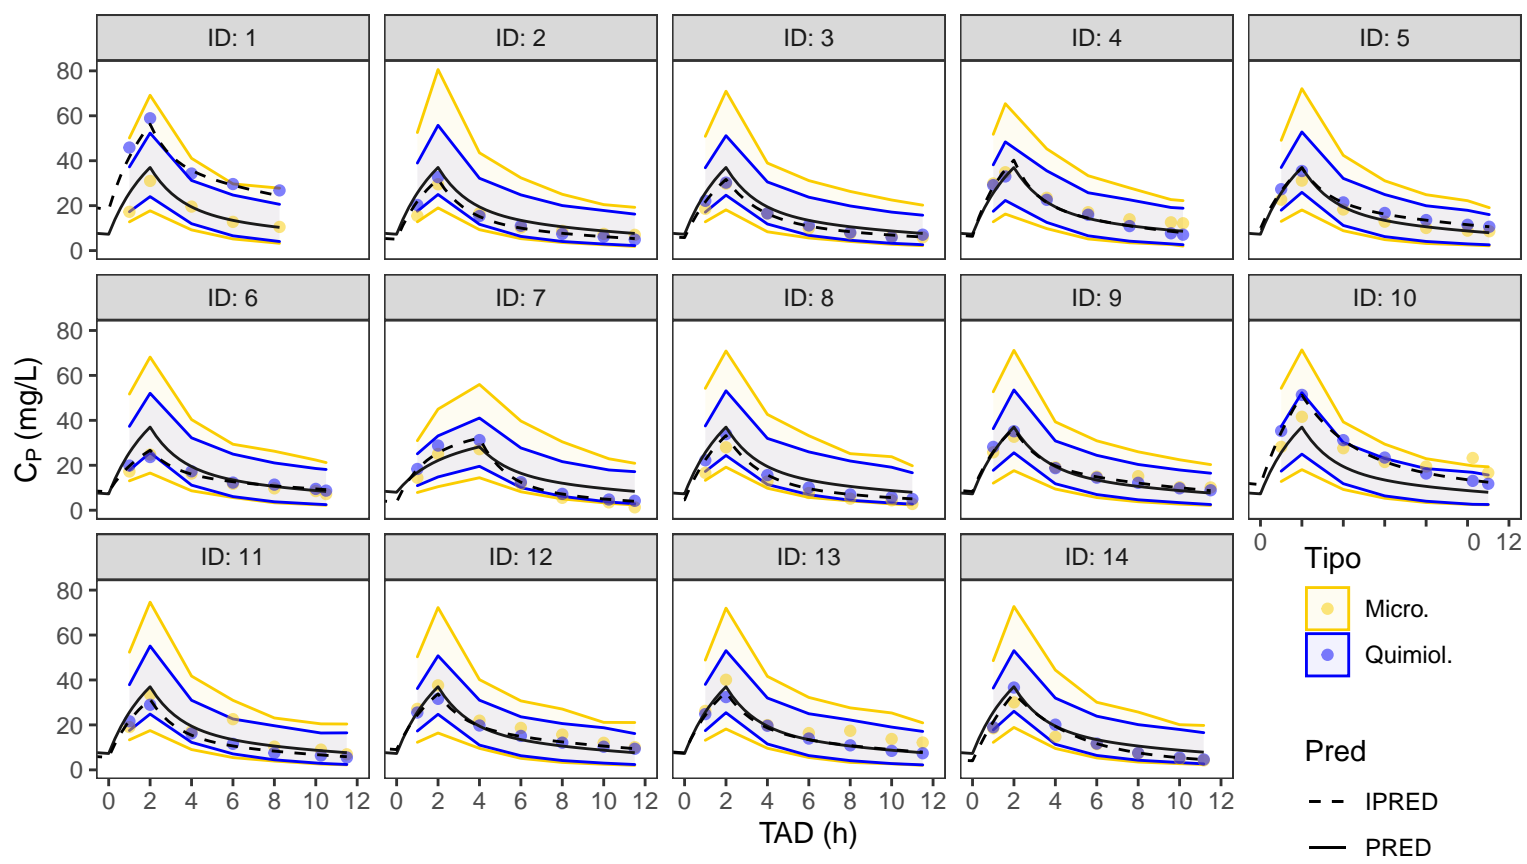 ID: 1 ID: 2 ID: 3 ID: 4 ID: 5
80
60
40
20
0
ID: 6 ID: 7 ID: 8 ID: 9 ID: 10
80
60
40
20
0
0 0 12
C_P (mg/L)
ID: 11 ID: 12 ID: 13 ID: 14
80
60
40
20
0
0 2 4 6 8 10 12 0 2 4 6 8 10 12 0 2 4 6 8 10 12 0 2 4 6 8 10 12
TAD (h)
Tipo
Micro.
Quimiol.
Pred
IPRED
PRED